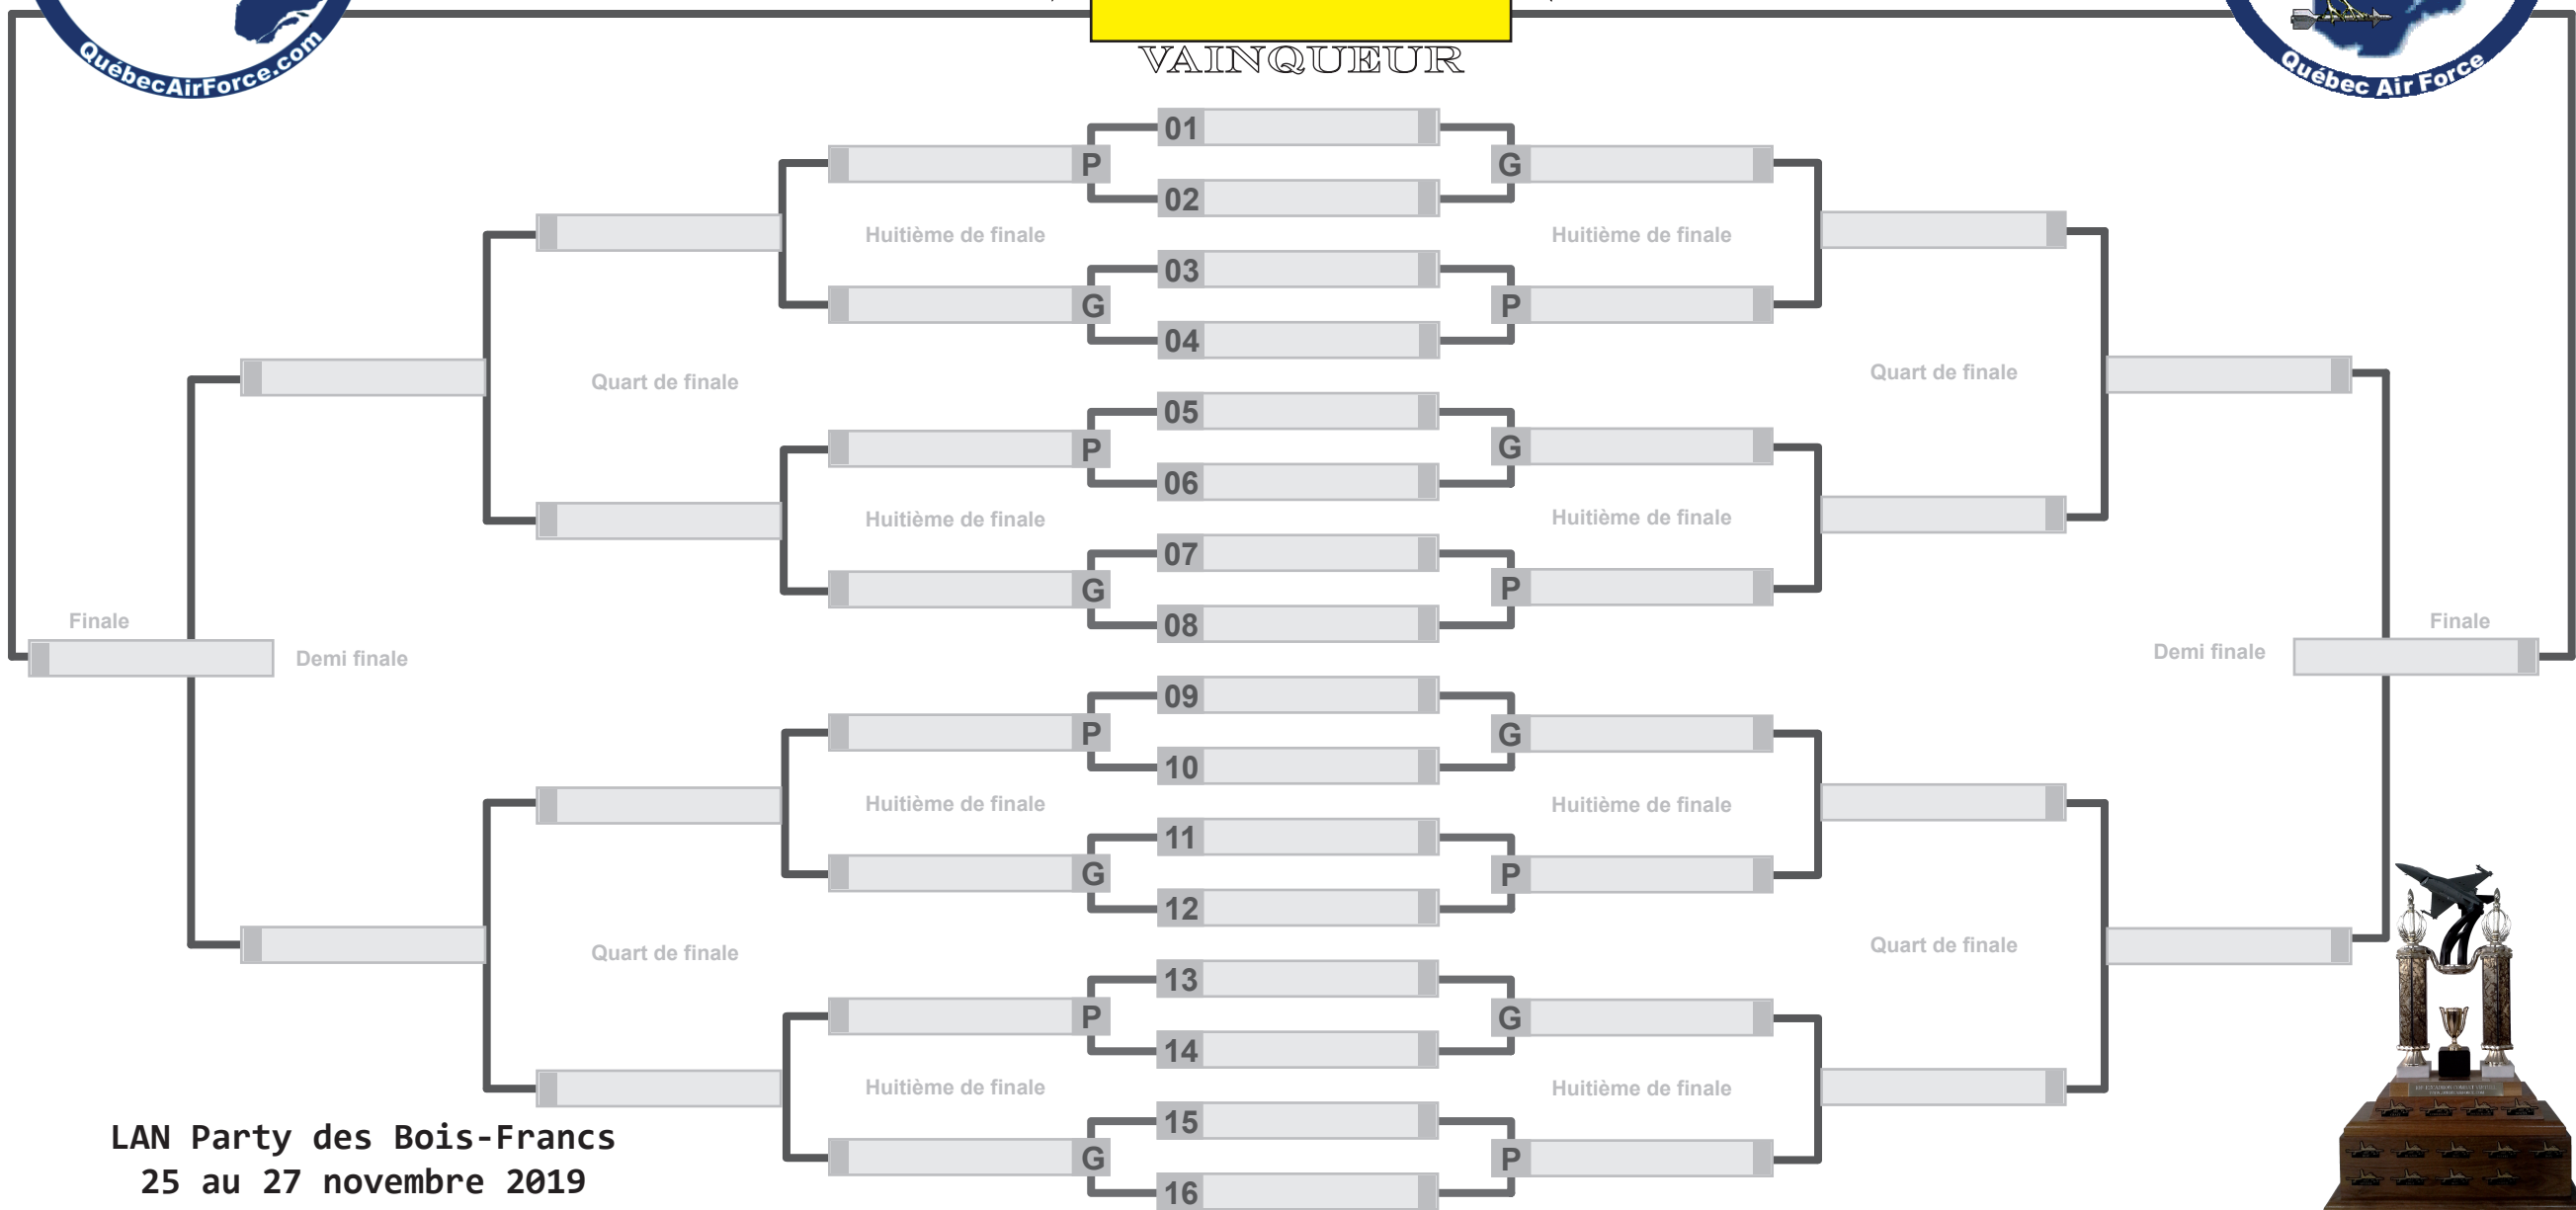 QuébecAirForce.com
Québec Air Force
VAINQUEUR
01
P
G
02
Huitième de finale
Huitième de finale
03
G
P
04
Quart de finale
Quart de finale
05
P
G
06
Huitième de finale
Huitième de finale
07
G
P
08
Finale
Finale
Demi finale
Demi finale
09
P
G
10
Huitième de finale
Huitième de finale
11
G
P
12
Quart de finale
Quart de finale
13
P
G
14
Huitième de finale
Huitième de finale
15
G
P
16
LAN Party des Bois-Francs
25 au 27 novembre 2019